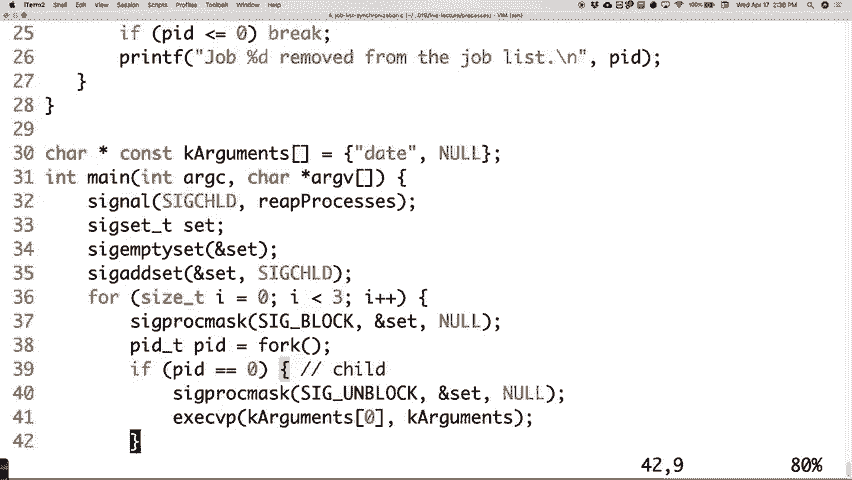 iTerm2 Shell Edit View Session Scripts Profiles Toolbelt Window Help 100% Wed Apr 17 2:30 PM
25 if (pid <= 0) break;
26 printf("Job %d removed from the job list.\n", pid);
27 }
28 }
29
30 char * const kArguments[] = {"date", NULL};
31 int main(int argc, char *argv[]) {
32 signal(SIGCHLD, reapProcesses);
33 sigset_t set;
34 sigemptyset(&set);
35 sigaddset(&set, SIGCHLD);
36 for (size_t i = 0; i < 3; i++) {
37 sigprocmask(SIG_BLOCK, &set, NULL);
38 pid_t pid = fork();
39 if (pid == 0) { // child
40 sigprocmask(SIG_UNBLOCK, &set, NULL);
41 execvp(kArguments[0], kArguments);
42 }
42,9 80%